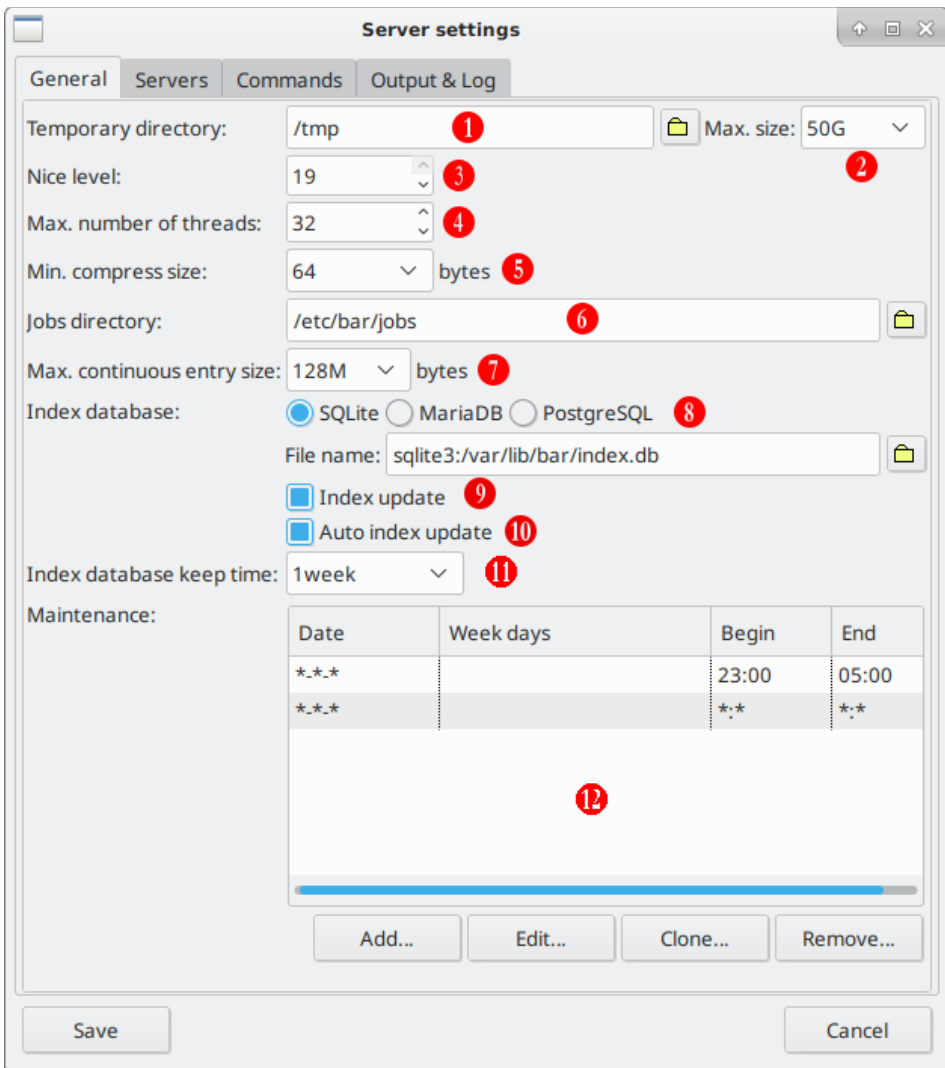 Server settings
General Servers Commands Output & Log
Temporary directory: /tmp 1 Max. size: 50G
2
Nice level: 19 3
Max. number of threads: 32 4
Min. compress size: 64 bytes 5
Jobs directory: /etc/bar/jobs 6
Max. continuous entry size: 128M bytes 7
Index database: SQLite MariaDB PostgreSQL 8
File name: sqlite3:/var/lib/bar/index.db
Index update 9
Auto index update 10
Index database keep time: 1week 11
Maintenance:
Date Week days Begin End
*-*-* 23:00 05:00
*-*-* *:* *:*
12
Add... Edit... Clone... Remove...
Save Cancel